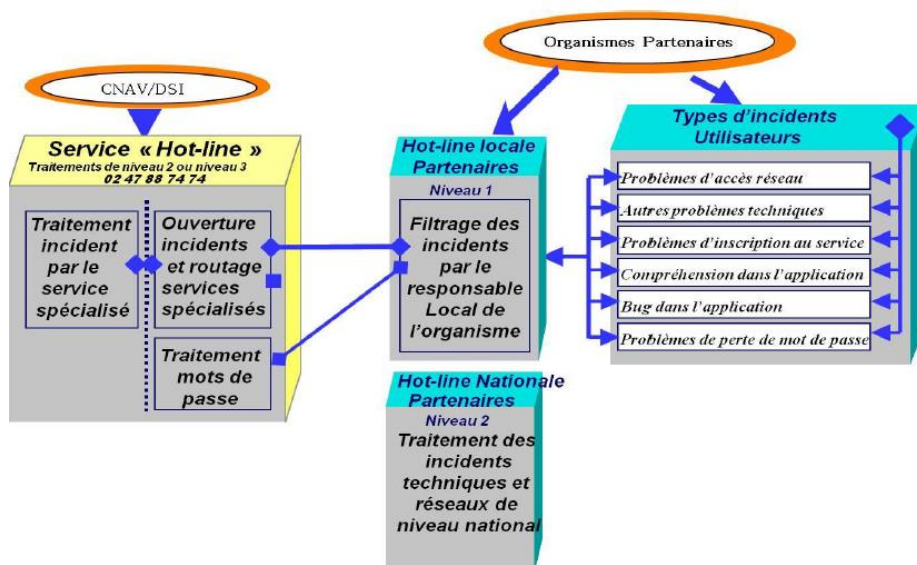 Organismes Partenaires
CNAV/DSI
Service « Hot-line »
Traitements de niveau 2 ou niveau 3
02 47 88 74 74
Traitement
incident
par le
service
spécialisé
Ouverture
incidents
et routage
services
spécialisés
Traitement
mots de
passe
Hot-line locale
Partenaires
Niveau 1
Filtrage des
incidents
par le
responsable
Local de
l'organisme
Hot-line Nationale
Partenaires
Niveau 2
Traitement des
incidents
techniques et
réseaux de
niveau national
Types d'incidents
Utilisateurs
Problèmes d'accès réseau
Autres problèmes techniques
Problèmes d'inscription au service
Compréhension dans l'application
Bug dans l'application
Problèmes de perte de mot de passe